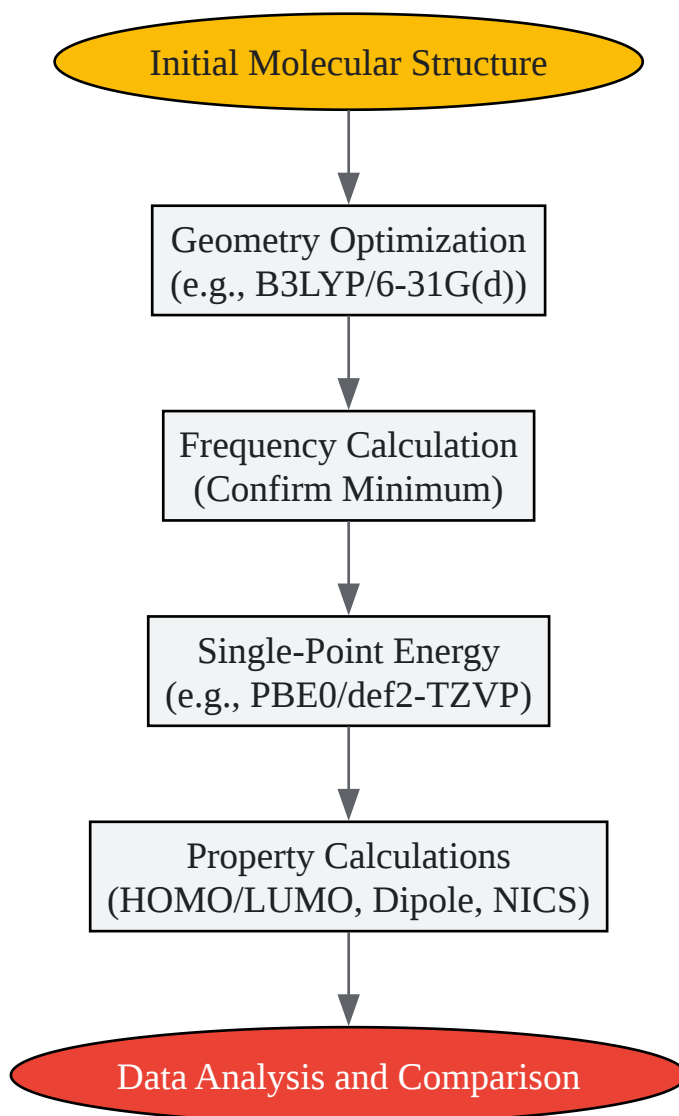 Initial Molecular Structure
Geometry Optimization
(e.g., B3LYP/6-31G(d))
Frequency Calculation
(Confirm Minimum)
Single-Point Energy
(e.g., PBE0/def2-TZVP)
Property Calculations
(HOMO/LUMO, Dipole, NICS)
Data Analysis and Comparison